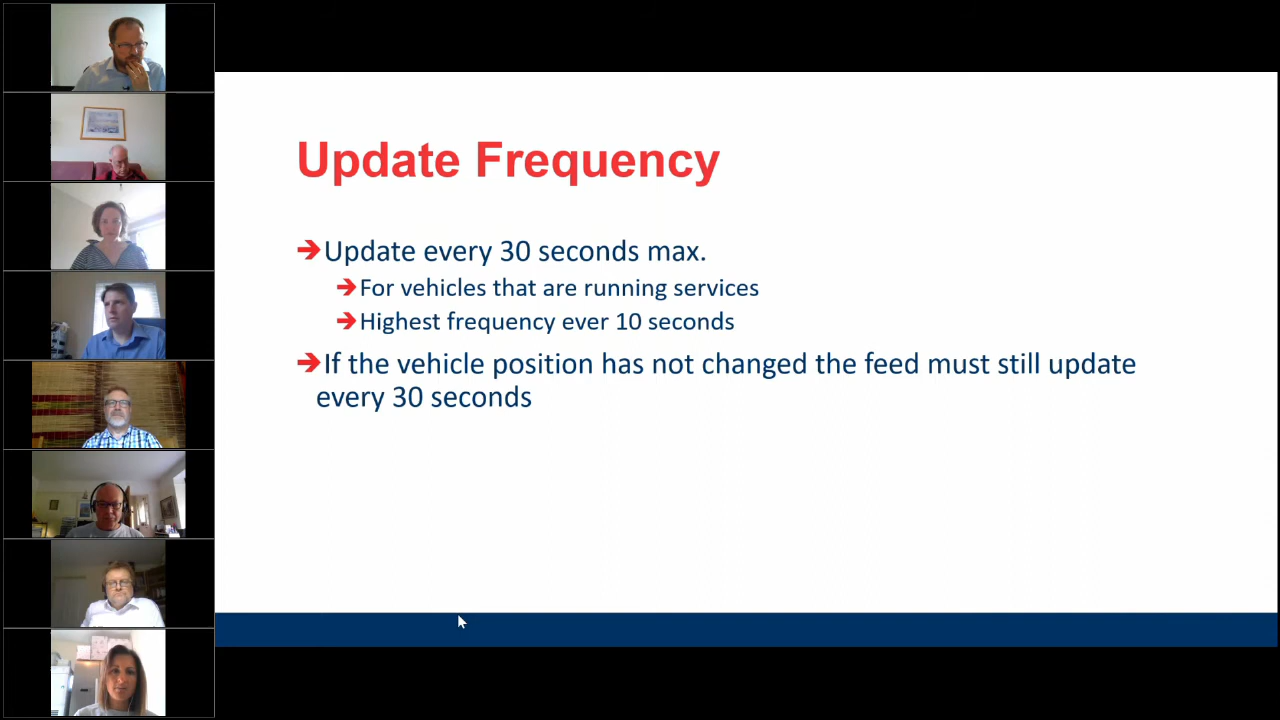 Update Frequency
➔Update every 30 seconds max.
➔For vehicles that are running services
➔Highest frequency ever 10 seconds
➔If the vehicle position has not changed the feed must still update
every 30 seconds